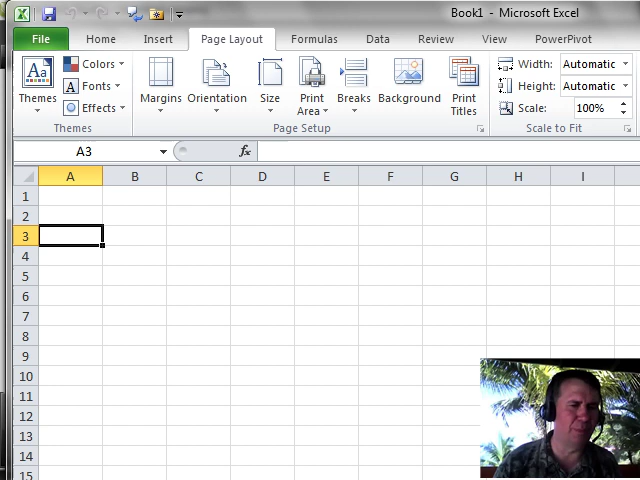 Book1 - Microsoft Excel
File Home Insert Page Layout Formulas Data Review View PowerPivot
Themes Colors Fonts Effects Margins Orientation Size Print Area Breaks Background Print Titles Width: Automatic Height: Automatic Scale: 100%
Themes Page Setup Scale to Fit
A3 fx
A B C D E F G H I
1
2
3
4
5
6
7
8
9
10
11
12
13
14
15